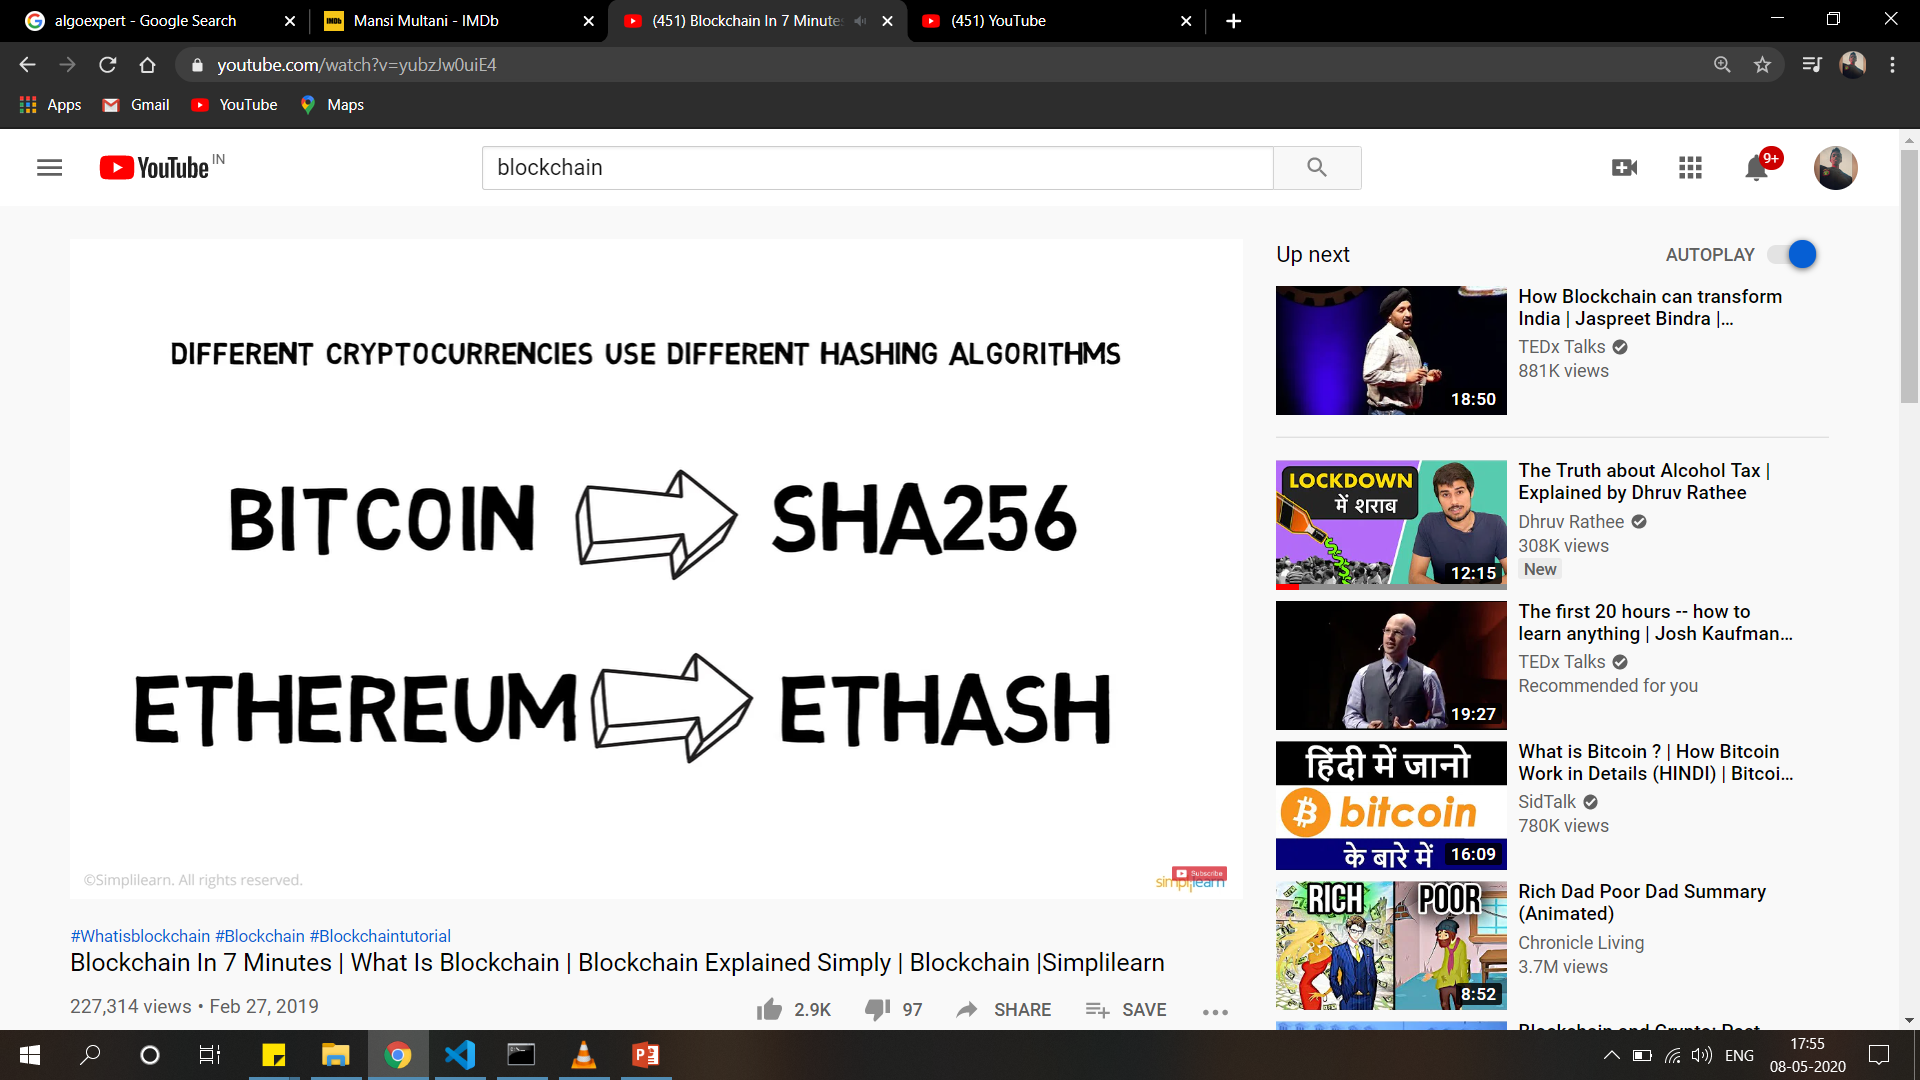 algoexpert - Google Search
Mansi Multani - IMDb
(451) Blockchain In 7 Minutes
(451) YouTube
youtube.com/watch?v=yubzJw0uiE4
Apps
Gmail
YouTube
Maps
YouTube IN
blockchain
9+
DIFFERENT CRYPTOCURRENCIES USE DIFFERENT HASHING ALGORITHMS
BITCOIN SHA256
ETHEREUM ETHASH
©Simplilearn. All rights reserved.
Subscribe
simplilearn
#Whatisblockchain #Blockchain #Blockchaintutorial
Blockchain In 7 Minutes | What Is Blockchain | Blockchain Explained Simply | Blockchain |Simplilearn
227,314 views • Feb 27, 2019
2.9K 97 SHARE SAVE
Up next
AUTOPLAY
18:50
How Blockchain can transform
India | Jaspreet Bindra |...
TEDx Talks
881K views
LOCKDOWN
में शराब
12:15
The Truth about Alcohol Tax |
Explained by Dhruv Rathee
Dhruv Rathee
308K views
New
19:27
The first 20 hours -- how to
learn anything | Josh Kaufman...
TEDx Talks
Recommended for you
हिंदी में जानो
bitcoin
के बारे में
16:09
What is Bitcoin ? | How Bitcoin
Work in Details (HINDI) | Bitcoi...
SidTalk
780K views
RICH POOR
8:52
Rich Dad Poor Dad Summary
(Animated)
Chronicle Living
3.7M views
Blockchain and Crypto: Past
ENG
17:55
08-05-2020